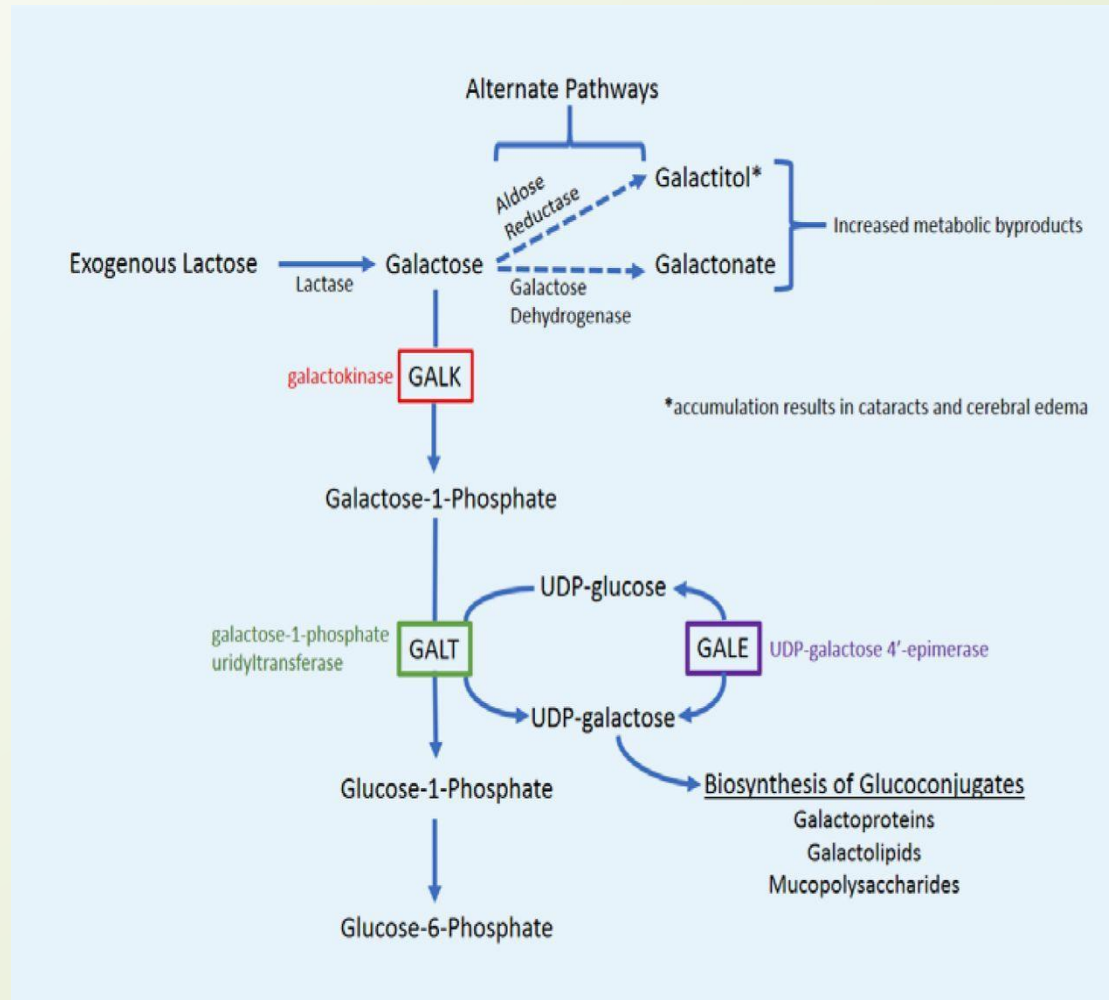 Alternate Pathways
Aldose
Reductase
Galactitol*
Increased metabolic byproducts
Exogenous Lactose
Lactase
Galactose
Galactonate
Galactose
Dehydrogenase
galactokinase
GALK
*accumulation results in cataracts and cerebral edema
Galactose-1-Phosphate
UDP-glucose
galactose-1-phosphate
uridyltransferase
GALT
GALE
UDP-galactose 4'-epimerase
UDP-galactose
Glucose-1-Phosphate
Biosynthesis of Glucoconjugates
Galactoproteins
Galactolipids
Mucopolysaccharides
Glucose-6-Phosphate